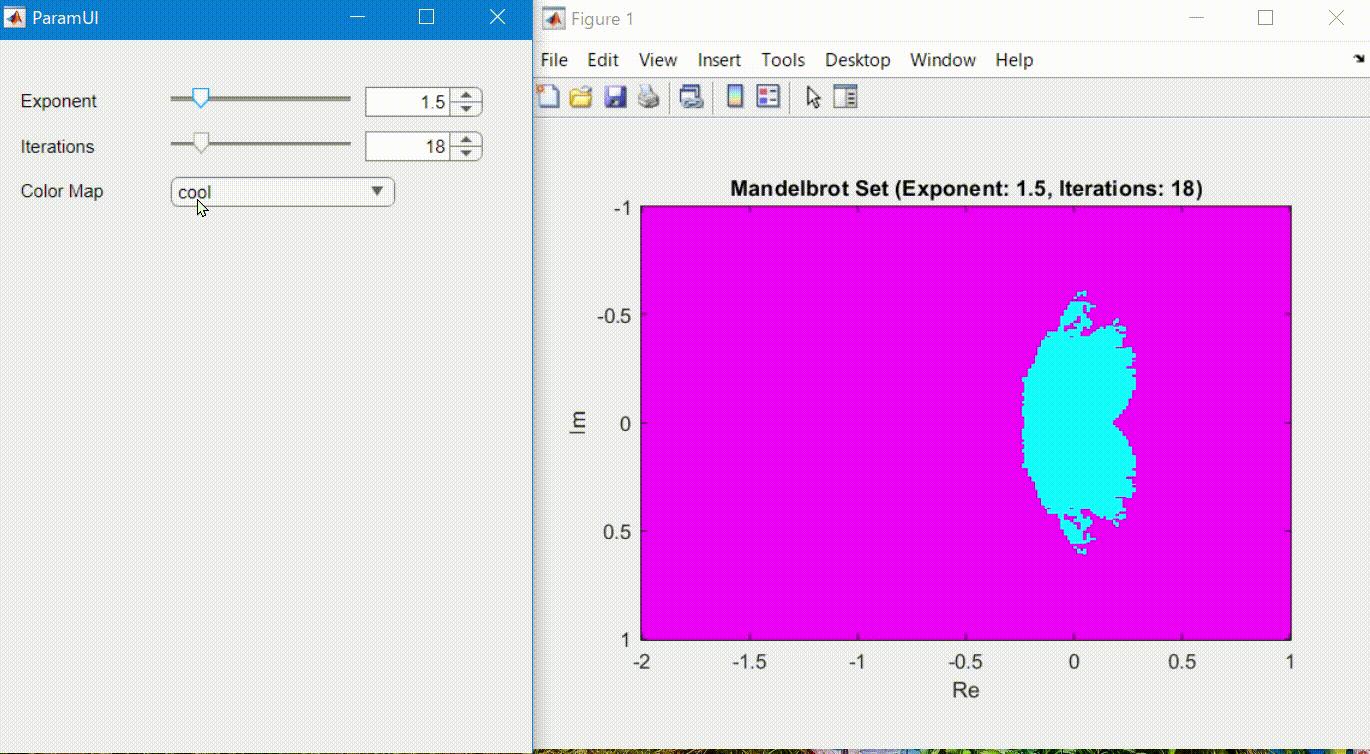 ParamUI
Exponent 1.5
Iterations 18
Color Map cool
Figure 1
File Edit View Insert Tools Desktop Window Help
Mandelbrot Set (Exponent: 1.5, Iterations: 18)
-1
-0.5
0
0.5
1
Im
-2 -1.5 -1 -0.5 0 0.5 1
Re